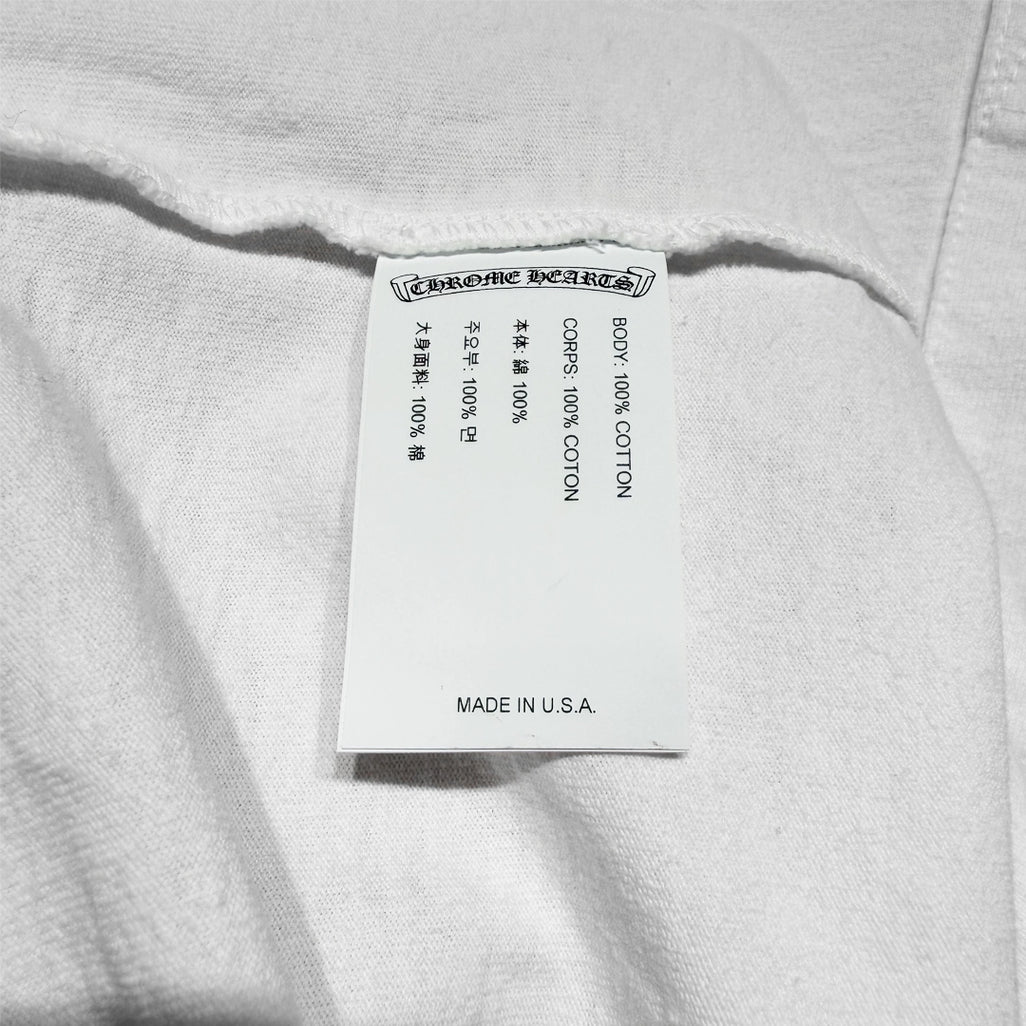 CHROME HEARTS
BODY: 100% COTTON
CORPS: 100% COTON
本体: 綿 100%
주요부: 100% 면
大身面料: 100% 棉
MADE IN U.S.A.